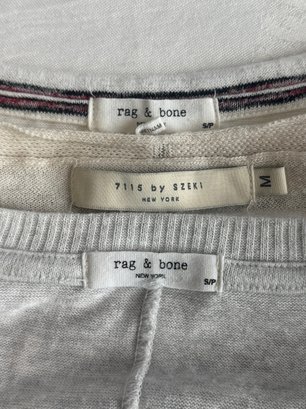 rag & bone
S/P
7115 by SZEKI
NEW YORK
M
rag & bone
NEW YORK
S/P